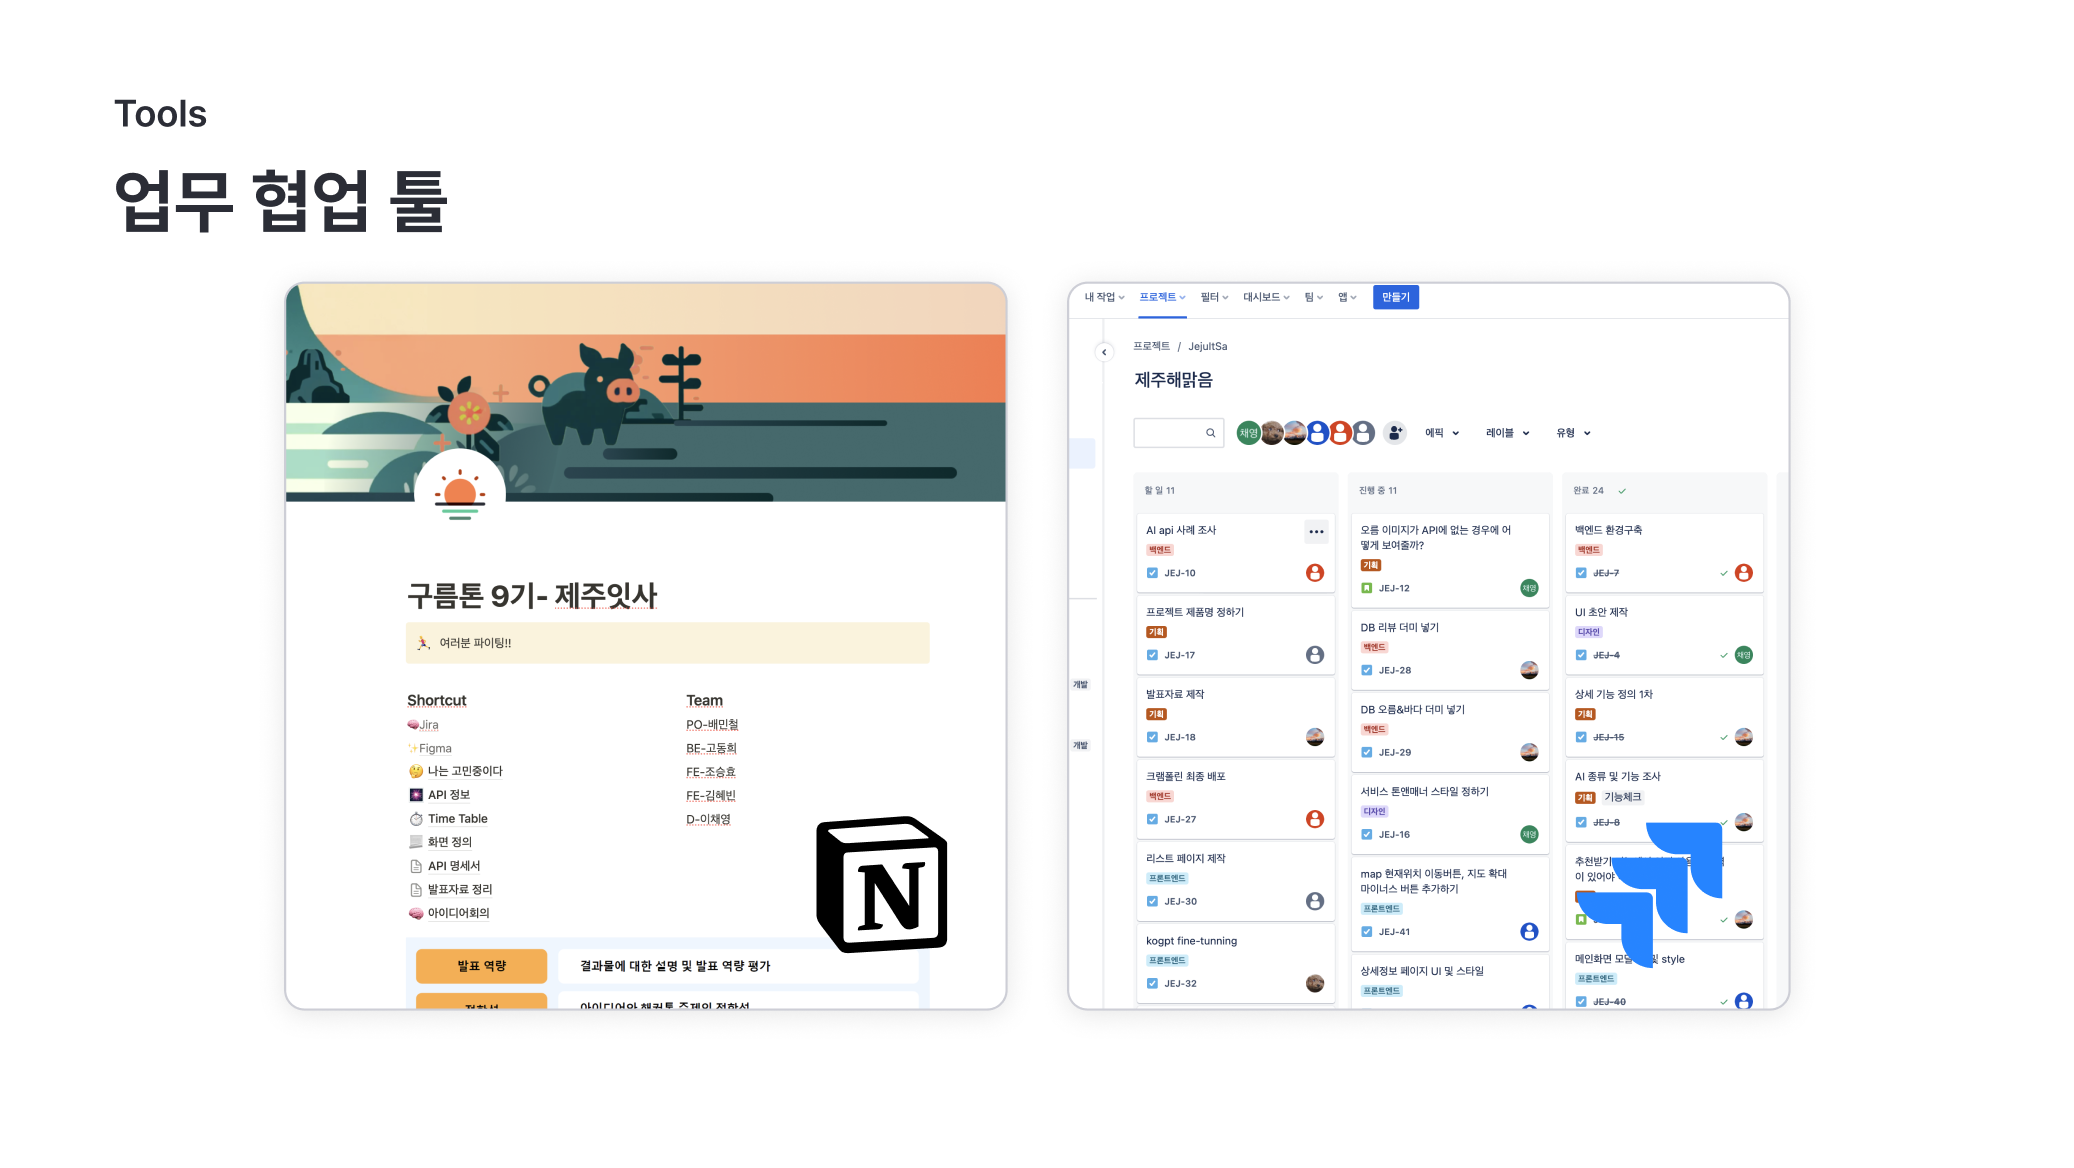 Tools
업무 협업 툴
구름톤 9기- 제주잇사
여러분 파이팅!!
Shortcut
Jira
Figma
나는 고민중이다
API 정보
Time Table
화면 정의
API 명세서
발표자료 정리
아이디어회의
Team
PO-배민철
BE-고동희
FE-조승효
FE-김혜빈
D-이채영
발표 역량 결과물에 대한 설명 및 발표 역량 평가
N
내 작업 프로젝트 필터 대시보드 팀 앱 만들기
프로젝트 / JejuItSa
제주해맑음
채영 에픽 레이블 유형
개발
개발
할 일 11
AI api 사례 조사
백엔드
JEJ-10
프로젝트 제품명 정하기
기획
JEJ-17
발표자료 제작
기획
JEJ-18
크램폴린 최종 배포
백엔드
JEJ-27
리스트 페이지 제작
프론트엔드
JEJ-30
kogpt fine-tunning
프론트엔드
JEJ-32
진행 중 11
오름 이미지가 API에 없는 경우에 어
떻게 보여줄까?
기획
JEJ-12 채영
DB 리뷰 더미 넣기
백엔드
JEJ-28
DB 오름&바다 더미 넣기
백엔드
JEJ-29
서비스 톤앤매너 스타일 정하기
디자인
JEJ-16 채영
map 현재위치 이동버튼, 지도 확대
마이너스 버튼 추가하기
프론트엔드
JEJ-41
상세정보 페이지 UI 및 스타일
프론트엔드
완료 24
백엔드 환경구축
백엔드
JEJ-7
UI 초안 제작
디자인
JEJ-4 채영
상세 기능 정의 1차
기획
JEJ-15
AI 종류 및 기능 조사
기획 기능체크
JEJ-8
추천받기
이 있어야
메인화면 모달 및 style
프론트엔드
JEJ-40